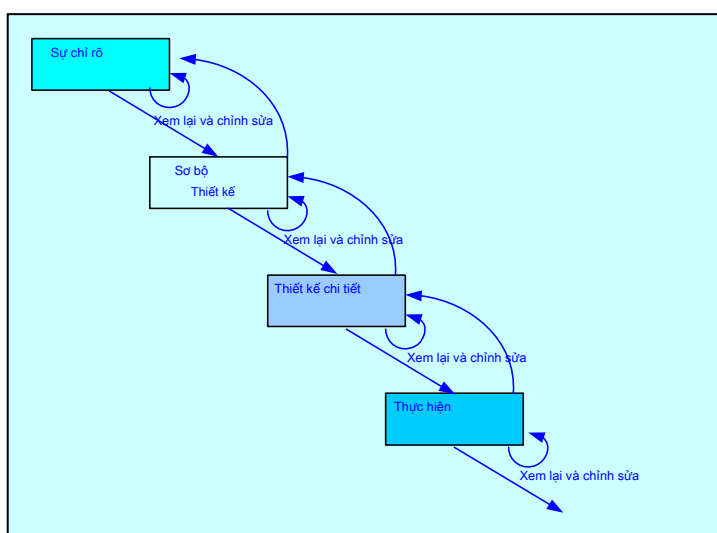 Sự chỉ rõ
Xem lại và chỉnh sửa
Sơ bộ
Thiết kế
Xem lại và chỉnh sửa
Thiết kế chi tiết
Xem lại và chỉnh sửa
Thực hiện
Xem lại và chỉnh sửa